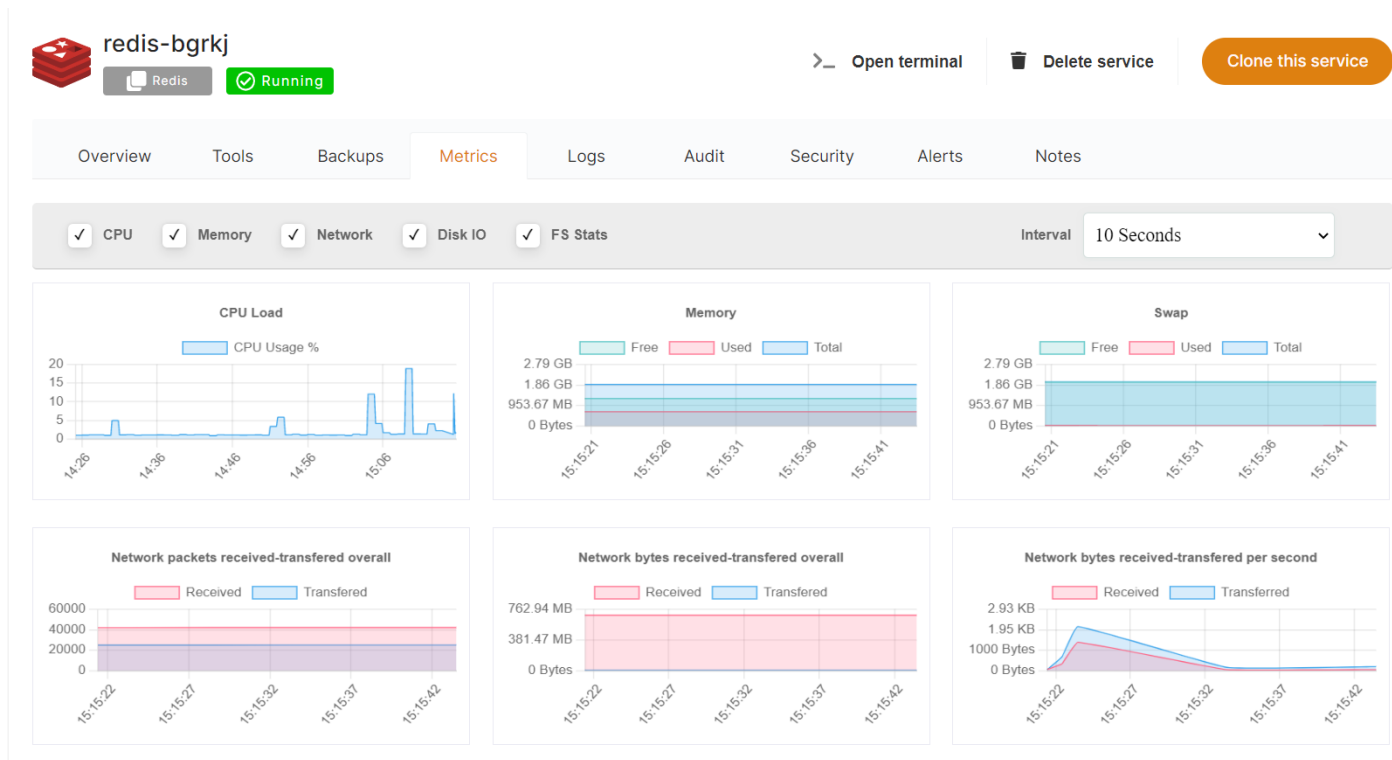 redis-bgrkj
Redis
Running
Open terminal
Delete service
Clone this service
Overview Tools Backups Metrics Logs Audit Security Alerts Notes
CPU Memory Network Disk IO FS Stats Interval 10 Seconds
CPU Load
CPU Usage %
20
15
10
5
0
14:26 14:36 14:46 14:56 15:06
Memory
Free Used Total
2.79 GB
1.86 GB
953.67 MB
0 Bytes
15:15:21 15:15:26 15:15:31 15:15:36 15:15:41
Swap
Free Used Total
2.79 GB
1.86 GB
953.67 MB
0 Bytes
15:15:21 15:15:26 15:15:31 15:15:36 15:15:41
Network packets received-transfered overall
Received Transfered
60000
40000
20000
0
15:15:22 15:15:27 15:15:32 15:15:37 15:15:42
Network bytes received-transfered overall
Received Transfered
762.94 MB
381.47 MB
0 Bytes
15:15:22 15:15:27 15:15:32 15:15:37 15:15:42
Network bytes received-transfered per second
Received Transferred
2.93 KB
1.95 KB
1000 Bytes
0 Bytes
15:15:22 15:15:27 15:15:32 15:15:37 15:15:42